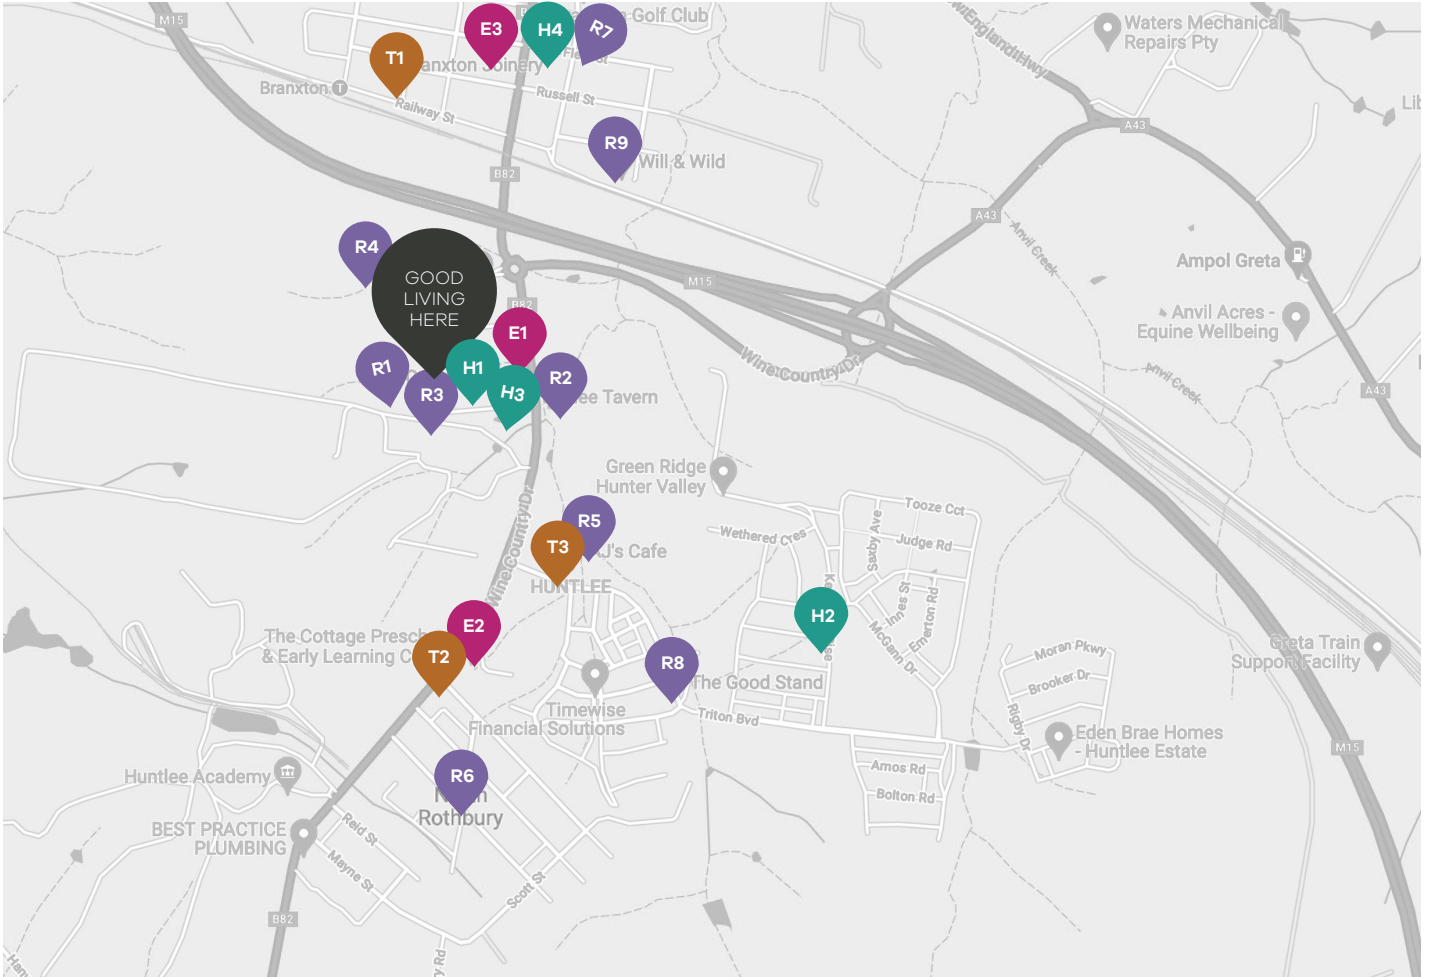 M15
E3
H4
R7
Golf Club
T1
Branxton
Railway St
Russell St
Waters Mechanical
Repairs Pty
A43
R9
Will & Wild
B82
A43
Anvil Creek
R4
GOOD
LIVING
HERE
M15
Ampol Greta
Anvil Acres -
Equine Wellbeing
B82
E1
R1
R3
H1
H3
R2
Tavern
Wine Country Dr
Anvil Creek
A43
Green Ridge
Hunter Valley
Wine Country Dr
R5
T3
J's Cafe
HUNTLEE
Wethered Cres
Tooze Cct
Saxby Ave
Judge Rd
Innes St
Emerton Rd
McGann Dr
H2
E2
T2
The Cottage
& Early Learning
R8
The Good Stand
Timewise
Financial Solutions
Triton Bvd
Moran Pkwy
Brooker Dr
Rigby Dr
Greta Train
Support Facility
Eden Brae Homes
- Huntlee Estate
M15
Amos Rd
Bolton Rd
R6
Rothbury
Huntlee Academy
BEST PRACTICE
PLUMBING
Reid St
Mayne St
Scott St
B82